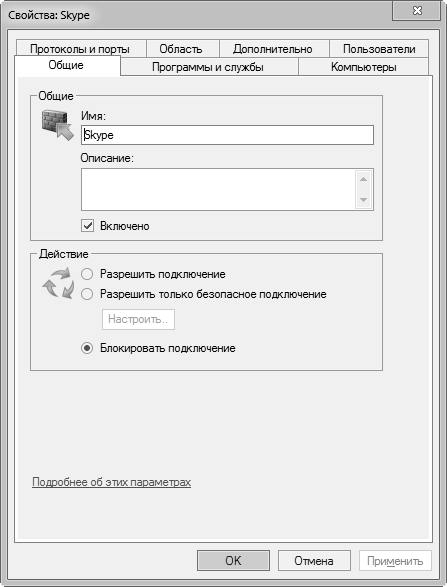 Свойства: Skype
Протоколы и порты Область Дополнительно Пользователи
Общие Программы и службы Компьютеры
Общие
Имя:
Skype
Описание:
Включено
Действие
Разрешить подключение
Разрешить только безопасное подключение
Настроить..
Блокировать подключение
Подробнее об этих параметрах
OK Отмена Применить